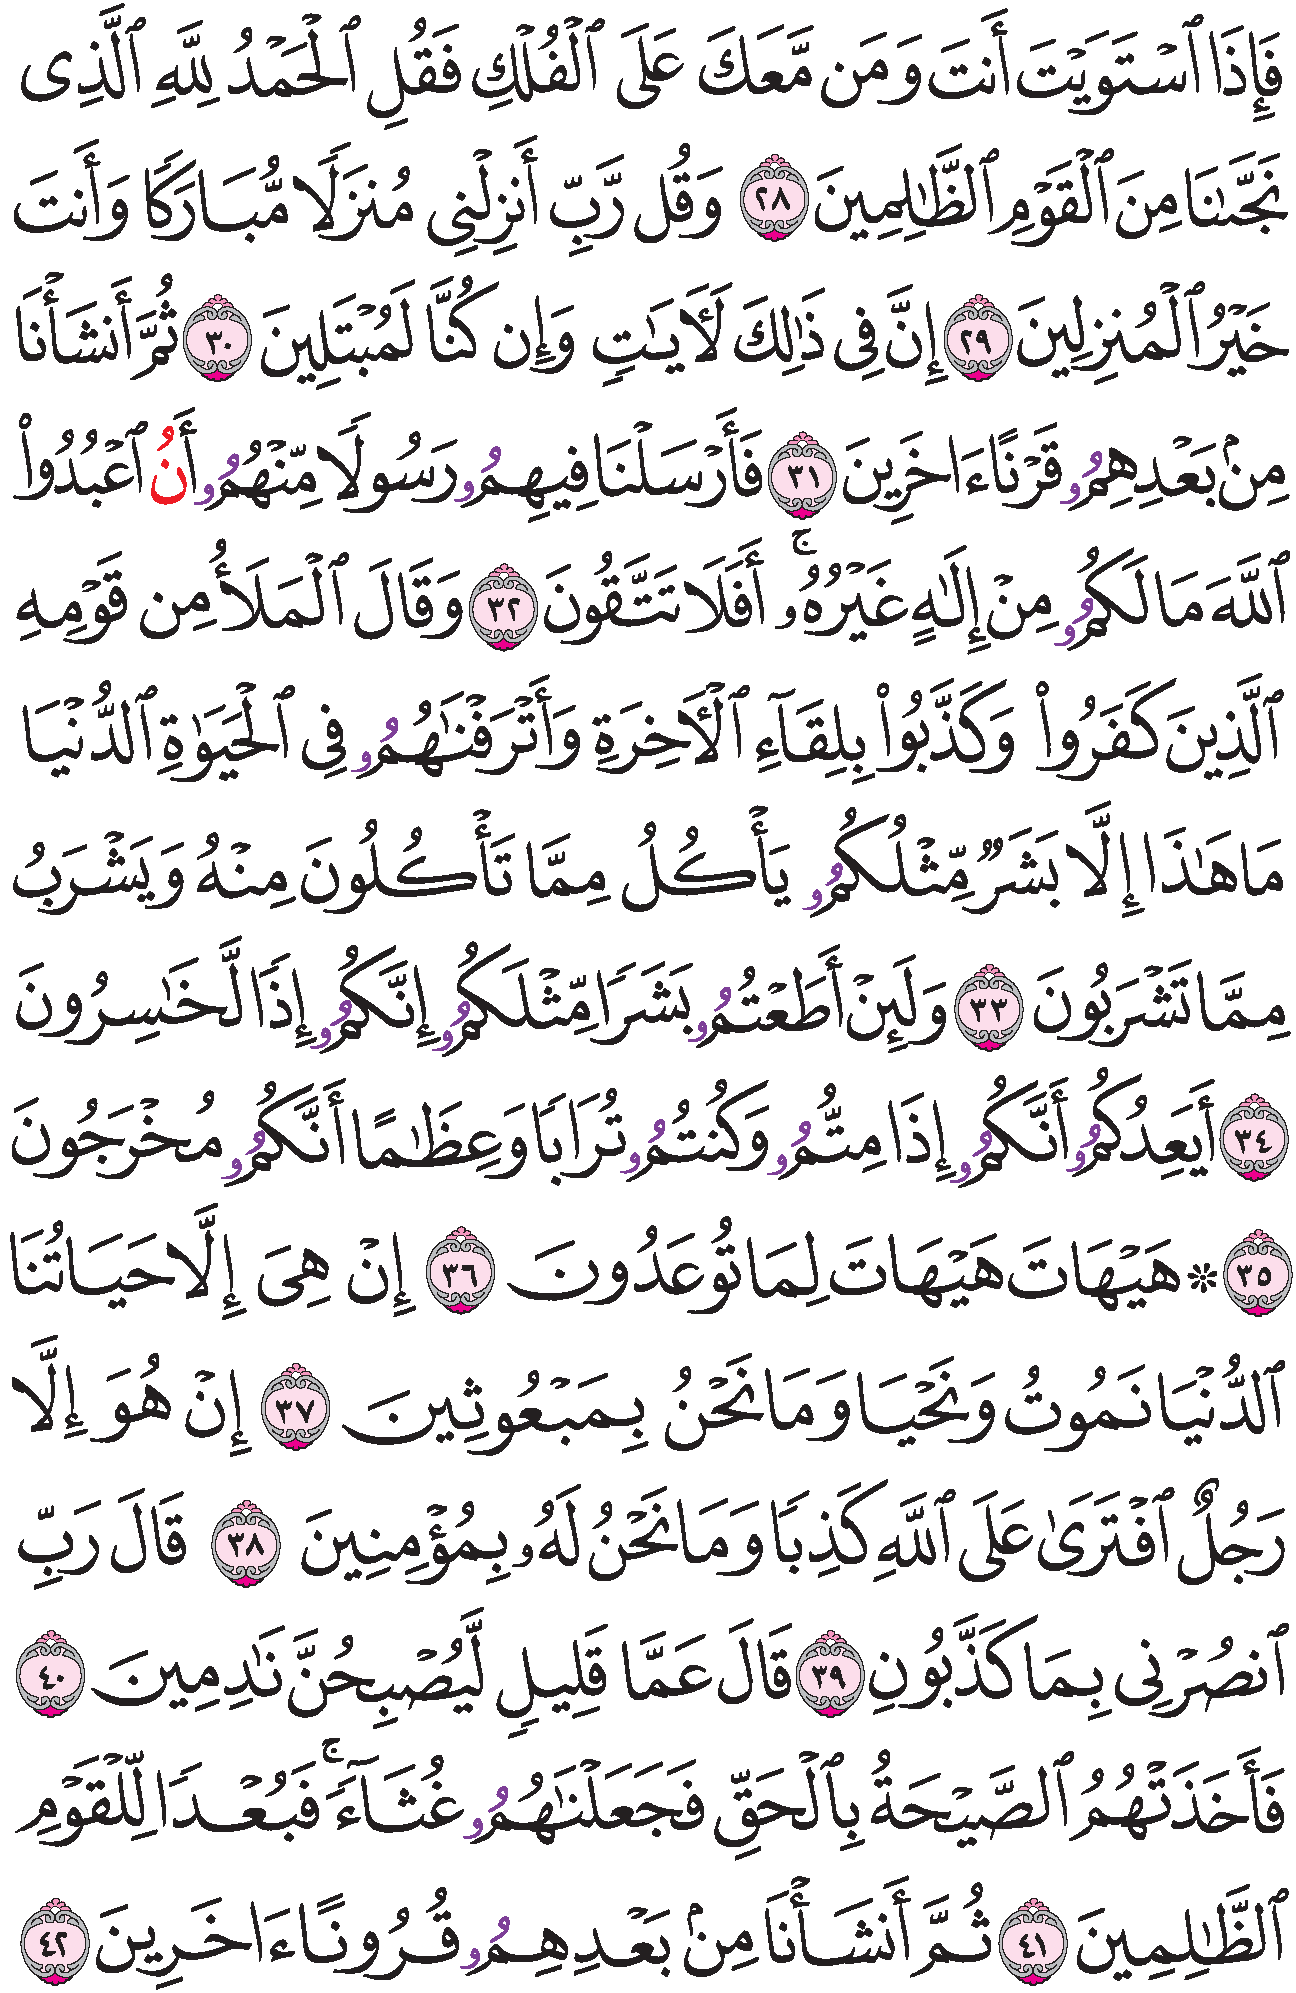 فَإِذَا ٱسْتَوَيْتَ أَنتَ وَمَن مَّعَكَ عَلَى ٱلْفُلْكِ فَقُلِ ٱلْحَمْدُ لِلَّهِ ٱلَّذِى
نَجَّىٰنَا مِنَ ٱلْقَوْمِ ٱلظَّٰلِمِينَ ٢٨ وَقُل رَّبِّ أَنزِلْنِى مُنزَلًا مُّبَارَكًا وَأَنتَ
خَيْرُ ٱلْمُنزِلِينَ ٢٩ إِنَّ فِى ذَٰلِكَ لَأٓيَٰتٍ وَإِن كُنَّا لَمُبْتَلِينَ ٣٠ ثُمَّ أَنشَأْنَا
مِنۢ بَعْدِهِمُۥ قَرْنًا ءَاخَرِينَ ٣١ فَأَرْسَلْنَا فِيهِمُۥ رَسُولًا مِّنْهُمُۥ أَنُ ٱعْبُدُوا۟
ٱللَّهَ مَا لَكُمُۥ مِنْ إِلَٰهٍ غَيْرُهُۥٓ ۚ أَفَلَا تَتَّقُونَ ٣٢ وَقَالَ ٱلْمَلَأُ مِن قَوْمِهِ
ٱلَّذِينَ كَفَرُوا۟ وَكَذَّبُوا۟ بِلِقَآءِ ٱلْأَخِرَةِ وَأَتْرَفْنَٰهُمُۥ فِى ٱلْحَيَوٰةِ ٱلدُّنْيَا
مَا هَٰذَا إِلَّا بَشَرٌ مِّثْلُكُمُۥ يَأْكُلُ مِمَّا تَأْكُلُونَ مِنْهُ وَيَشْرَبُ
مِمَّا تَشْرَبُونَ ٣٣ وَلَئِنْ أَطَعْتُمُۥ بَشَرًا مِّثْلَكُمُۥ إِنَّكُمُۥ إِذًا لَّخَٰسِرُونَ
٣٤ أَيَعِدُكُمُۥ أَنَّكُمُۥ إِذَا مِتُّمُۥ وَكُنتُمُۥ تُرَابًا وَعِظَٰمًا أَنَّكُمُۥ مُخْرَجُونَ
٣٥ ۞ هَيْهَاتَ هَيْهَاتَ لِمَا تُوعَدُونَ ٣٦ إِنْ هِىَ إِلَّا حَيَاتُنَا
ٱلدُّنْيَا نَمُوتُ وَنَحْيَا وَمَا نَحْنُ بِمَبْعُوثِينَ ٣٧ إِنْ هُوَ إِلَّا
رَجُلٌ ٱفْتَرَىٰ عَلَى ٱللَّهِ كَذِبًا وَمَا نَحْنُ لَهُۥ بِمُؤْمِنِينَ ٣٨ قَالَ رَبِّ
ٱنصُرْنِى بِمَا كَذَّبُونِ ٣٩ قَالَ عَمَّا قَلِيلٍ لَّيُصْبِحُنَّ نَٰدِمِينَ ٤٠
فَأَخَذَتْهُمُ ٱلصَّيْحَةُ بِٱلْحَقِّ فَجَعَلْنَٰهُمُۥ غُثَآءً ۚ فَبُعْدًا لِّلْقَوْمِ
ٱلظَّٰلِمِينَ ٤١ ثُمَّ أَنشَأْنَا مِنۢ بَعْدِهِمُۥ قُرُونًا ءَاخَرِينَ ٤٢